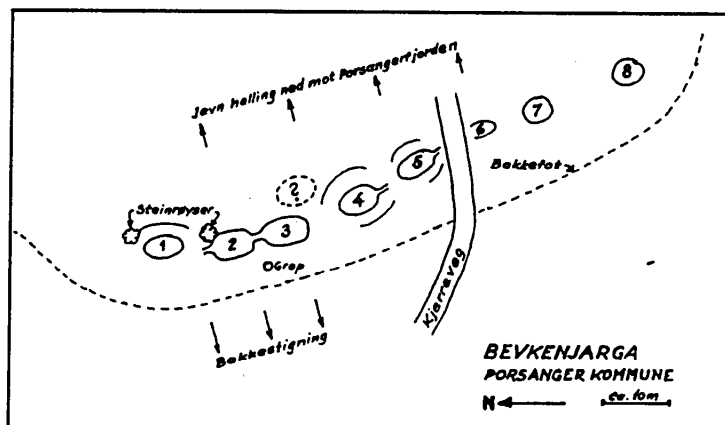 Jevn helling ned mot Porsangerfjorden
8
7
6
Bakkefot
5
2
4
Steinrøyser
1
2
3
Grop
Kjørreveg
Bakkestigning
BEVKENJARGA
PORSANGER KOMMUNE
N
ca. 10m